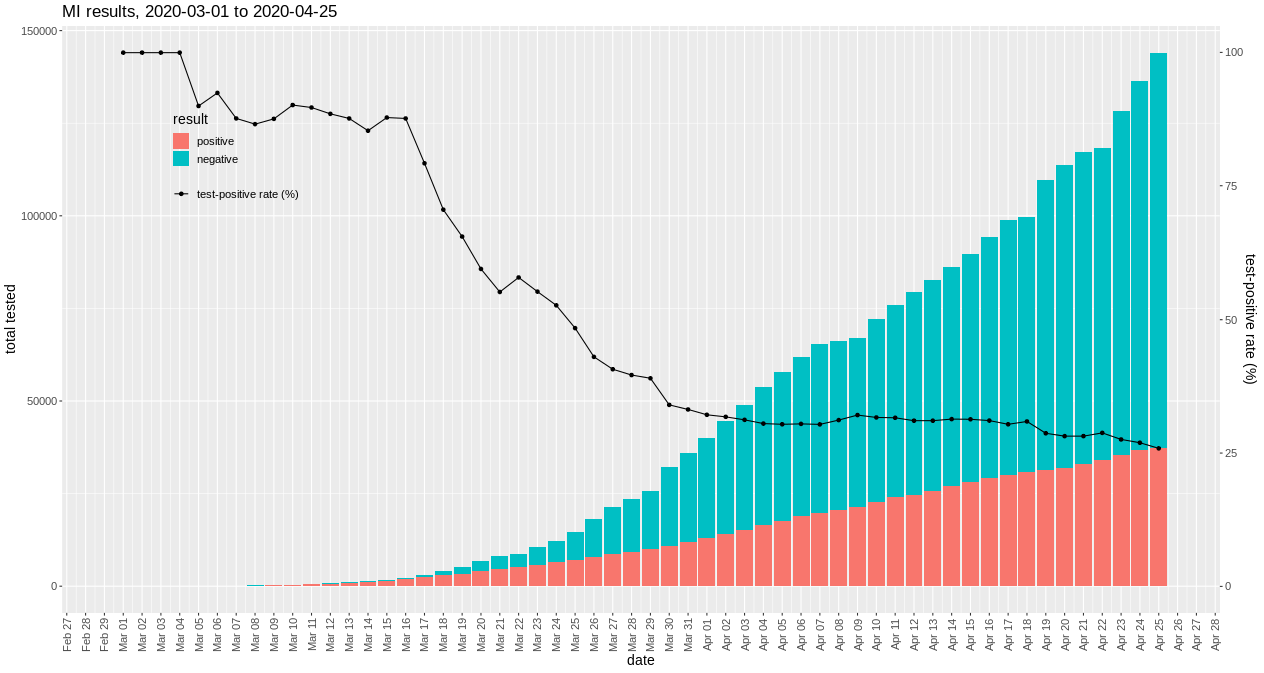 MI results, 2020-03-01 to 2020-04-25
150000
100000
50000
0
total tested
result
positive
negative
test-positive rate (%)
100
75
50
25
0
test-positive rate (%)
Feb 27
Feb 28
Feb 29
Mar 01
Mar 02
Mar 03
Mar 04
Mar 05
Mar 06
Mar 07
Mar 08
Mar 09
Mar 10
Mar 11
Mar 12
Mar 13
Mar 14
Mar 15
Mar 16
Mar 17
Mar 18
Mar 19
Mar 20
Mar 21
Mar 22
Mar 23
Mar 24
Mar 25
Mar 26
Mar 27
Mar 28
Mar 29
Mar 30
Mar 31
Apr 01
Apr 02
Apr 03
Apr 04
Apr 05
Apr 06
Apr 07
Apr 08
Apr 09
Apr 10
Apr 11
Apr 12
Apr 13
Apr 14
Apr 15
Apr 16
Apr 17
Apr 18
Apr 19
Apr 20
Apr 21
Apr 22
Apr 23
Apr 24
Apr 25
Apr 26
Apr 27
Apr 28
date